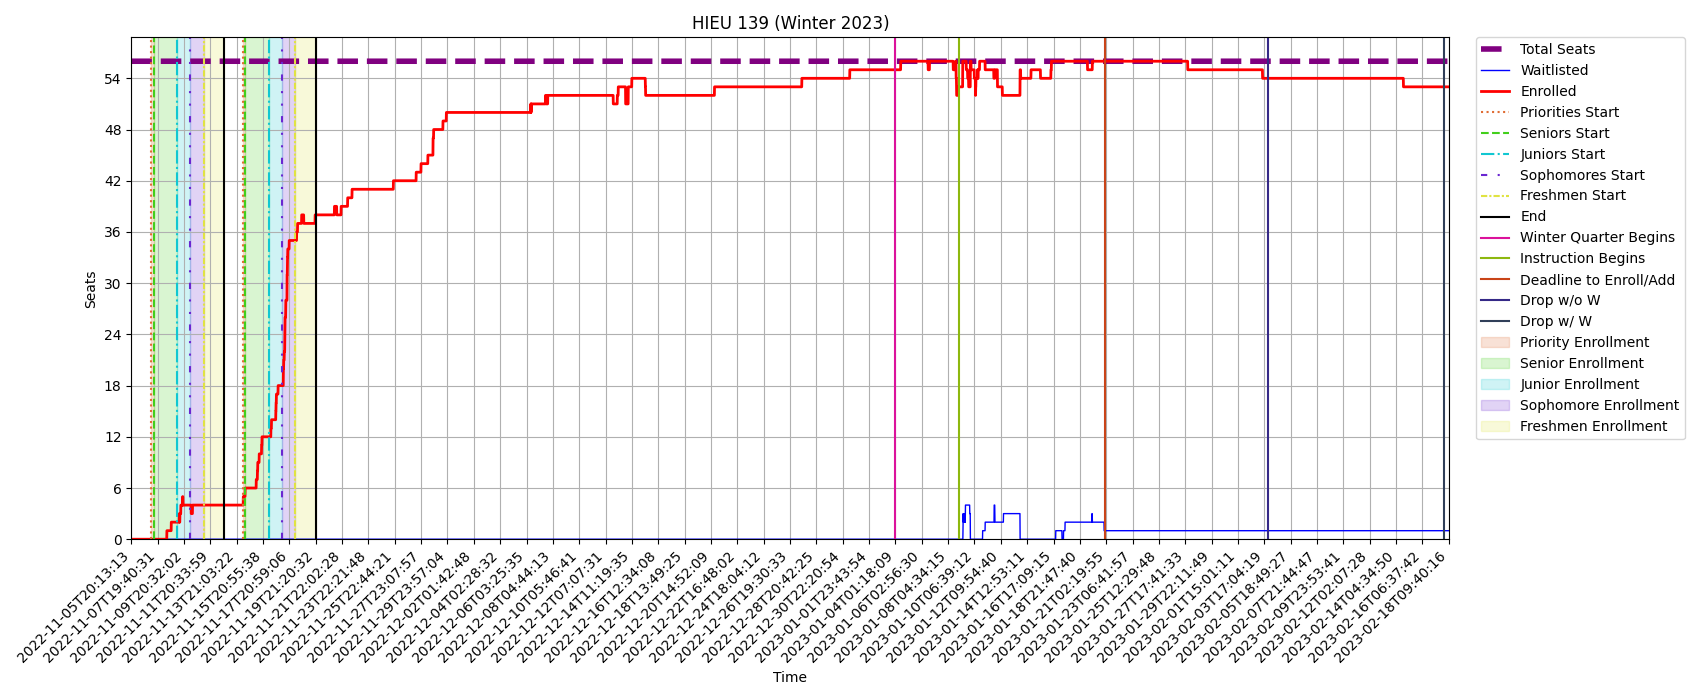 HIEU 139 (Winter 2023)
Seats
54
48
42
36
30
24
18
12
6
0
2022-11-05T20:13:13
2022-11-07T19:40:31
2022-11-09T20:32:02
2022-11-11T20:33:59
2022-11-13T21:03:22
2022-11-15T20:55:38
2022-11-17T20:59:06
2022-11-19T21:20:32
2022-11-21T22:02:28
2022-11-23T22:21:48
2022-11-25T22:44:21
2022-11-27T23:07:57
2022-11-29T23:57:04
2022-12-02T01:42:48
2022-12-04T02:28:32
2022-12-06T03:25:35
2022-12-08T04:44:13
2022-12-10T05:46:41
2022-12-12T07:07:31
2022-12-14T11:19:35
2022-12-16T12:34:08
2022-12-18T13:49:25
2022-12-20T14:52:09
2022-12-22T16:48:02
2022-12-24T18:04:12
2022-12-26T19:30:33
2022-12-28T20:42:25
2022-12-30T22:20:54
2023-01-01T23:43:54
2023-01-04T01:18:09
2023-01-06T02:56:30
2023-01-08T04:34:15
2023-01-10T06:39:12
2023-01-12T09:54:40
2023-01-14T12:53:11
2023-01-16T17:09:15
2023-01-18T21:47:40
2023-01-21T02:19:55
2023-01-23T06:41:57
2023-01-25T12:29:48
2023-01-27T17:41:33
2023-01-29T22:11:49
2023-02-01T15:01:11
2023-02-03T17:04:19
2023-02-05T18:49:27
2023-02-07T21:44:47
2023-02-09T23:53:41
2023-02-12T02:07:28
2023-02-14T04:34:50
2023-02-16T06:37:42
2023-02-18T09:40:16
Time
Total Seats
Waitlisted
Enrolled
Priorities Start
Seniors Start
Juniors Start
Sophomores Start
Freshmen Start
End
Winter Quarter Begins
Instruction Begins
Deadline to Enroll/Add
Drop w/o W
Drop w/ W
Priority Enrollment
Senior Enrollment
Junior Enrollment
Sophomore Enrollment
Freshmen Enrollment